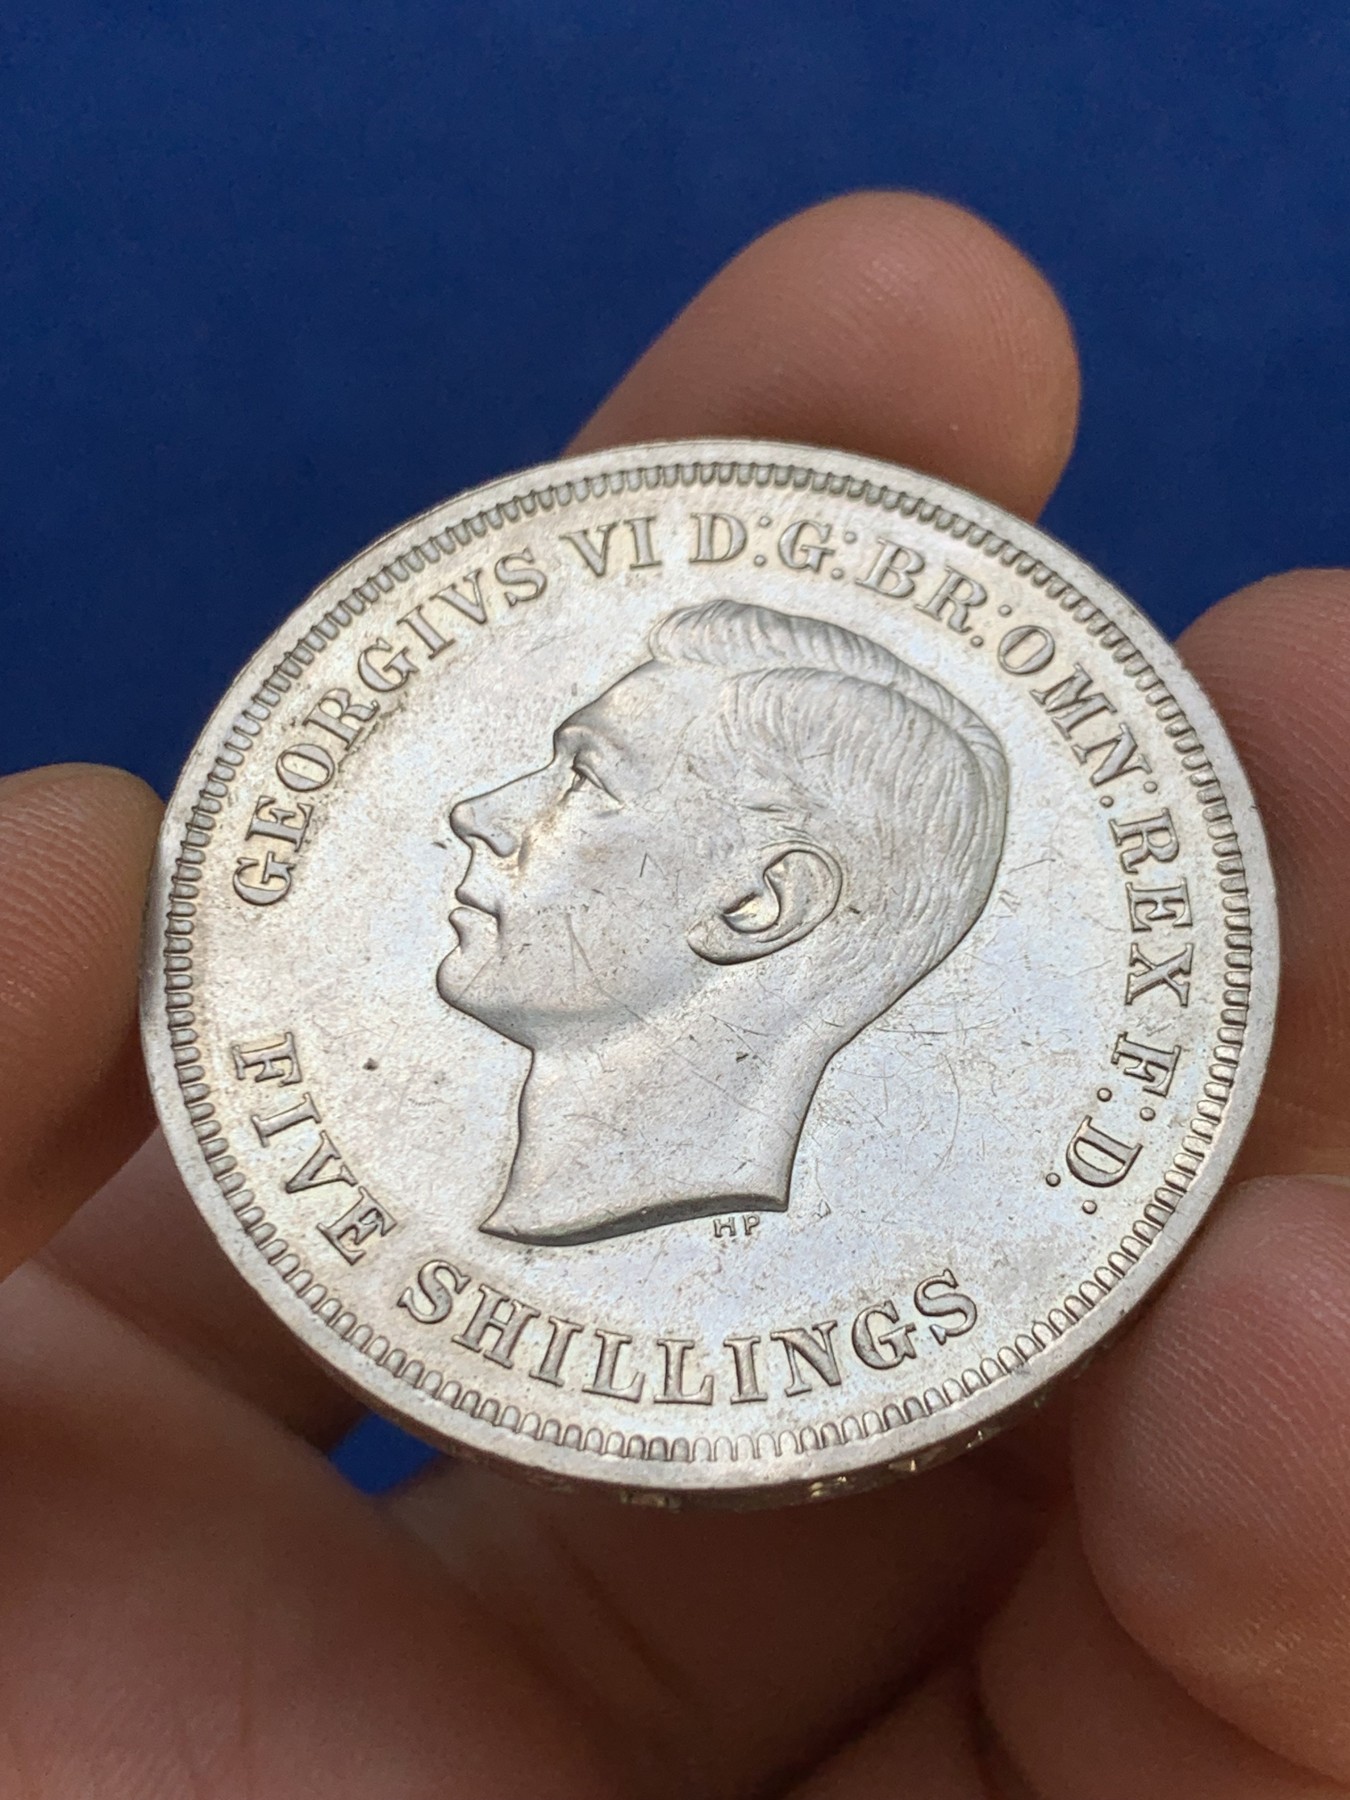 GEORGIVS VI D:G:BR:OMN:REX F.D.
FIVE SHILLINGS
HP